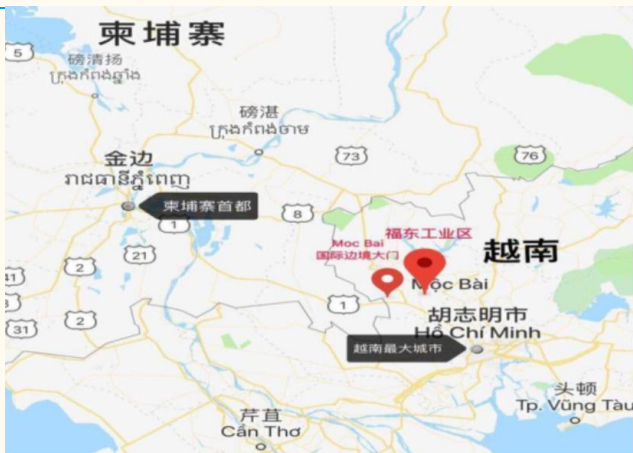 柬埔寨
5
磅清扬
ក្រុងកំពង់ឆ្នាំង
磅湛
ក្រុងកំពង់ចាម
金边
រាជធានីភ្នំពេញ
73
76
柬埔寨首都
8
1
Moc Bai
国际边境大门
福东工业区
越南
21
2
41
Mộc Bài
1
胡志明市
Hồ Chí Minh
2
31
越南最大城市
头顿
Tp. Vũng Tàu
芹苴
Cần Thơ